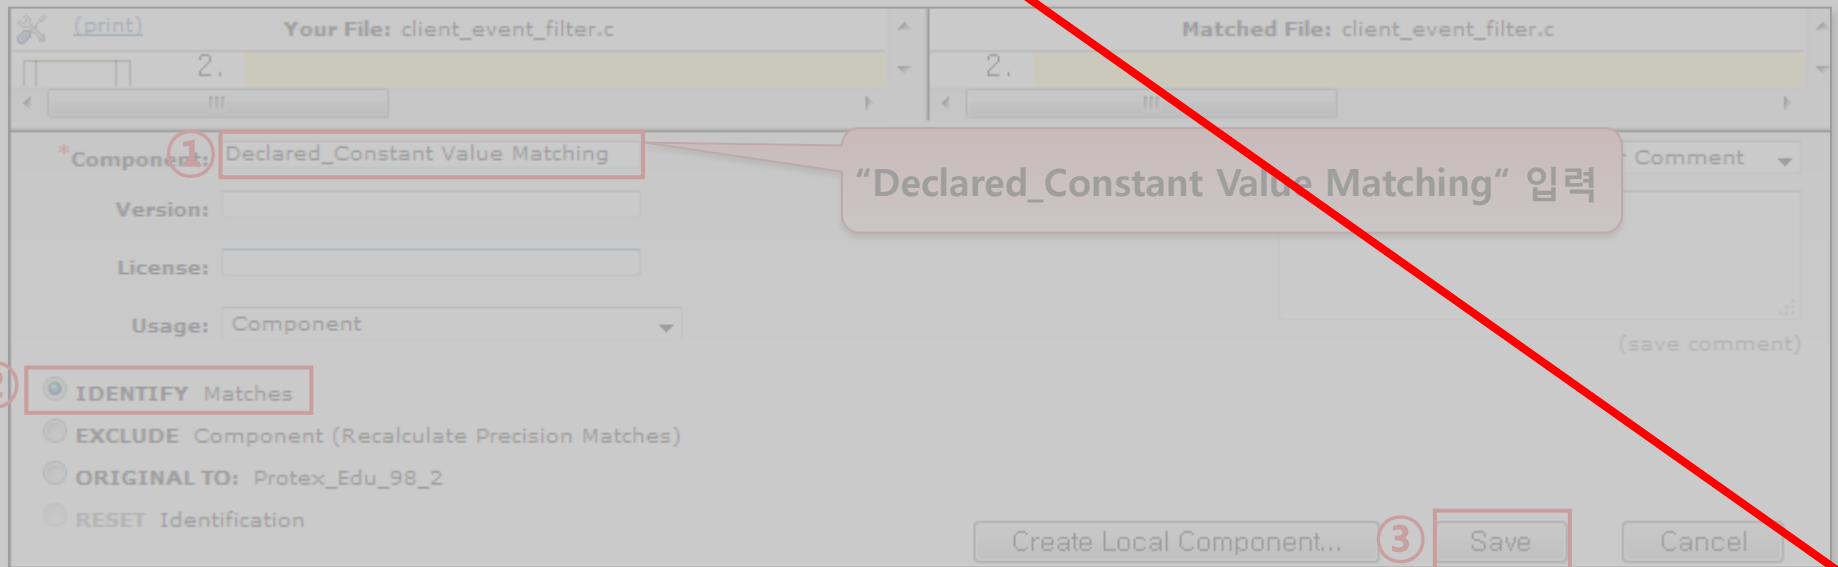 (print) Your File: client_event_filter.c Matched File: client_event_filter.c
2. 2.
① *Component: Declared_Constant Value Matching
“Declared_Constant Value Matching“ 입력
Comment
Version:
License:
Usage: Component
(save comment)
② IDENTIFY Matches
EXCLUDE Component (Recalculate Precision Matches)
ORIGINAL TO: Protex_Edu_98_2
RESET Identification
Create Local Component... ③ Save Cancel